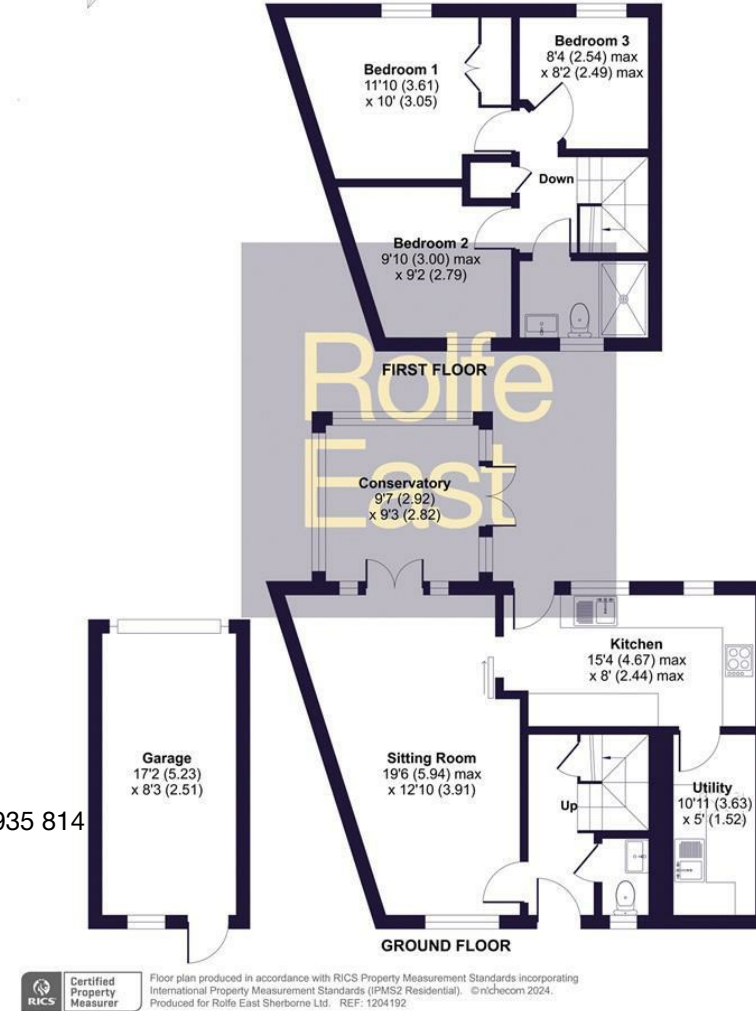 Bedroom 1
11'10 (3.61)
x 10' (3.05)
Bedroom 3
8'4 (2.54) max
x 8'2 (2.49) max
Down
Bedroom 2
9'10 (3.00) max
x 9'2 (2.79)
FIRST FLOOR
Rolfe
East
Conservatory
9'7 (2.92)
x 9'3 (2.82)
Kitchen
15'4 (4.67) max
x 8' (2.44) max
Garage
17'2 (5.23)
x 8'3 (2.51)
Sitting Room
19'6 (5.94) max
x 12'10 (3.91)
Up
Utility
10'11 (3.63)
x 5' (1.52)
935 814
GROUND FLOOR
RICS
Certified
Property
Measurer
Floor plan produced in accordance with RICS Property Measurement Standards incorporating
International Property Measurement Standards (IPMS2 Residential). ©nichecom 2024.
Produced for Rolfe East Sherborne Ltd. REF: 1204192